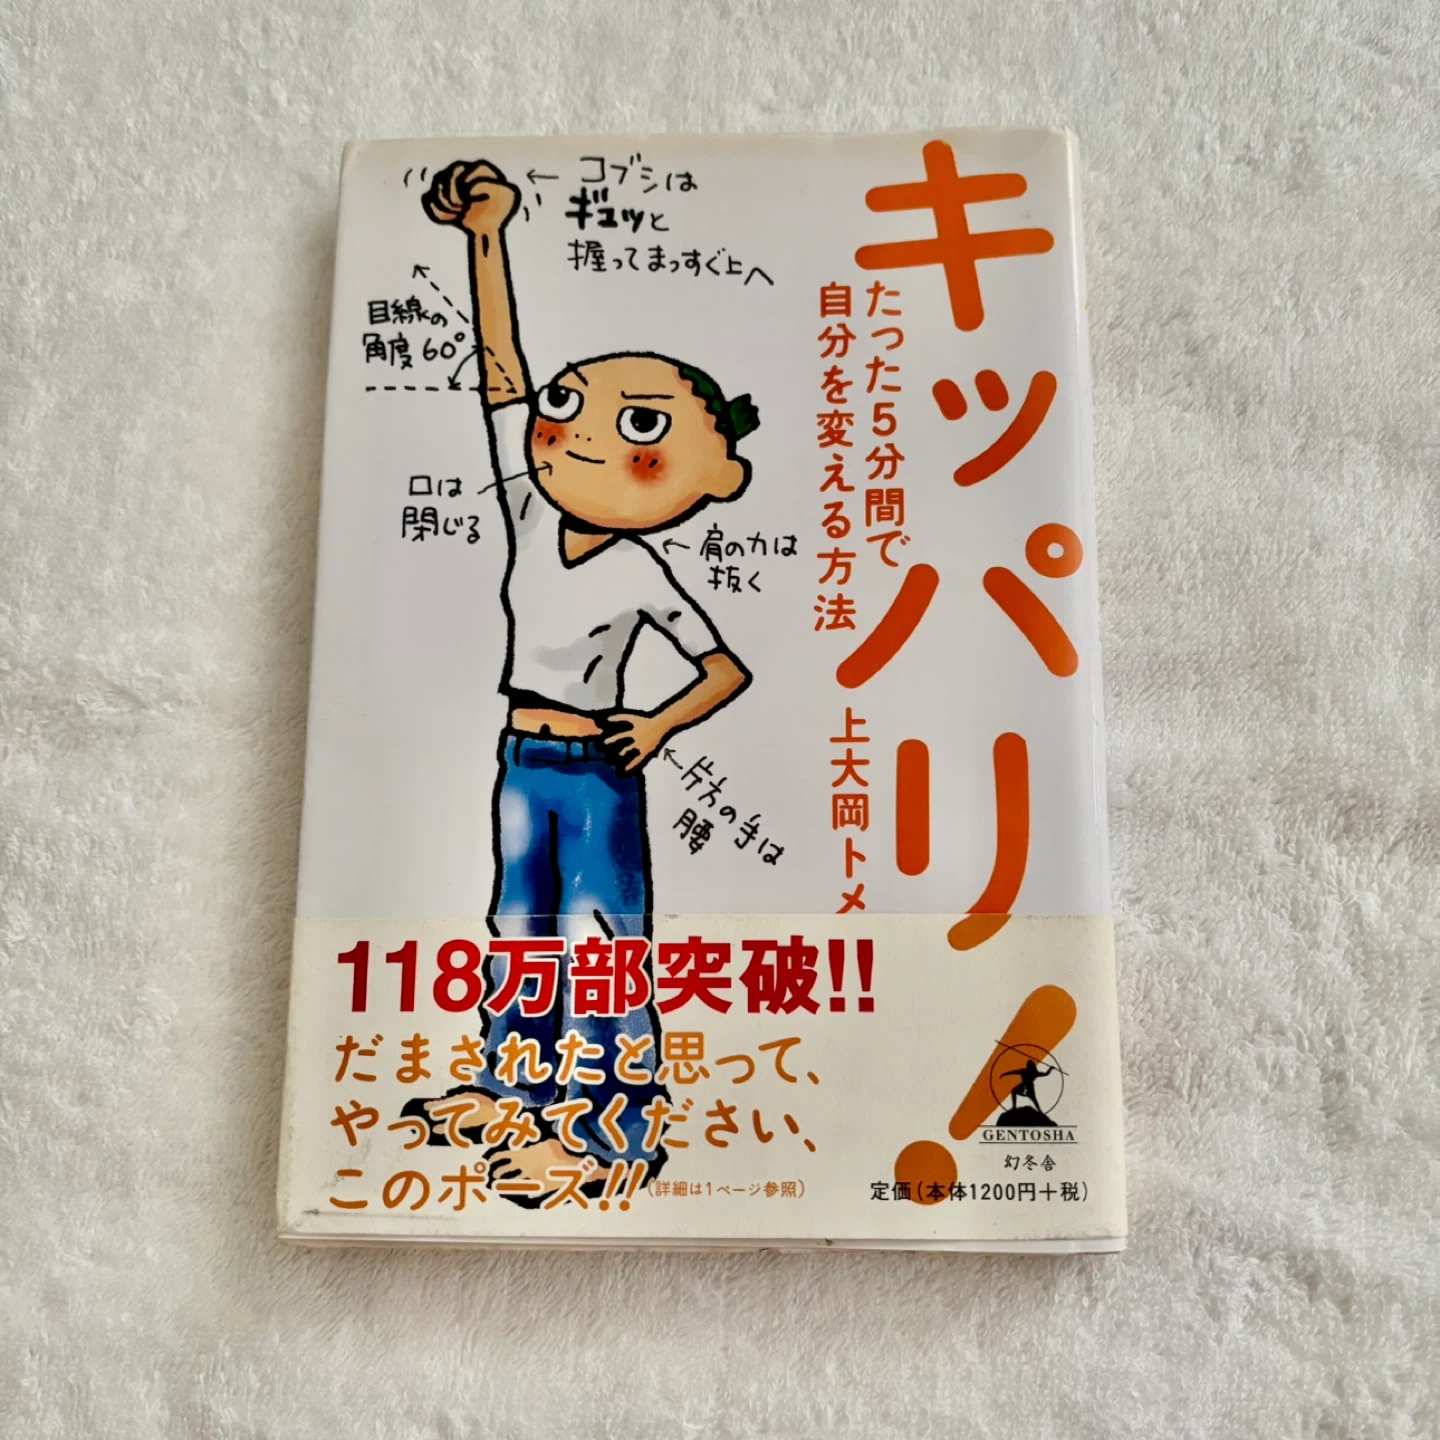 キッパリ!
たった5分間で
自分を変える方法
上大岡トメ
コブシは
ギュッと
握ってまっすぐ上へ
目線の
角度60°
口は
閉じる
肩の力は
抜く
片方の手は
腰
118万部突破!!
だまされたと思って、
やってみてください、
このポーズ!!(詳細は1ページ参照)
GENTOSHA
幻冬舎
定価(本体1200円+税)